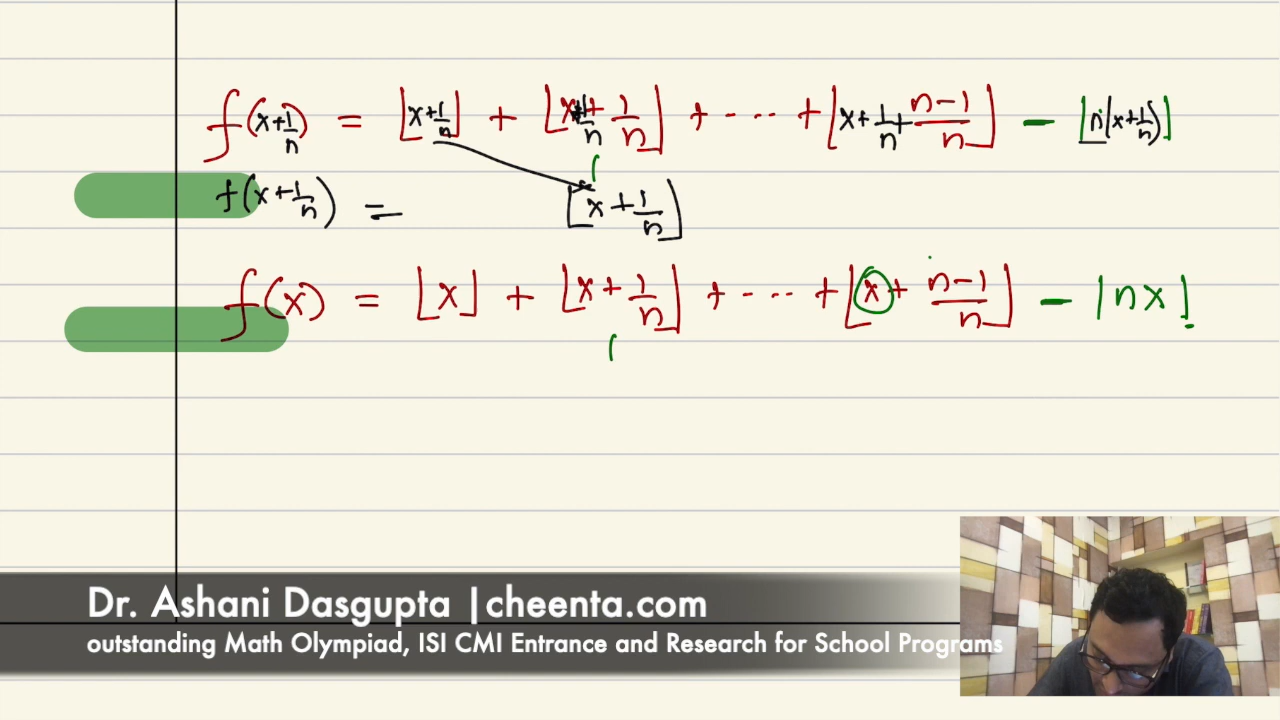 f(x+1/n) = ⌊x+1/n⌋ + ⌊x+1/n+1/n⌋ + ... + ⌊x+1/n+(n-1)/n⌋ - ⌊n(x+1/n)⌋
f(x+1/n) = ⌊x+1/n⌋
f(x) = ⌊x⌋ + ⌊x+1/n⌋ + ... + ⌊x+(n-1)/n⌋ - ⌊nx⌋
Dr. Ashani Dasgupta |cheenta.com
outstanding Math Olympiad, ISI CMI Entrance and Research for School Programs